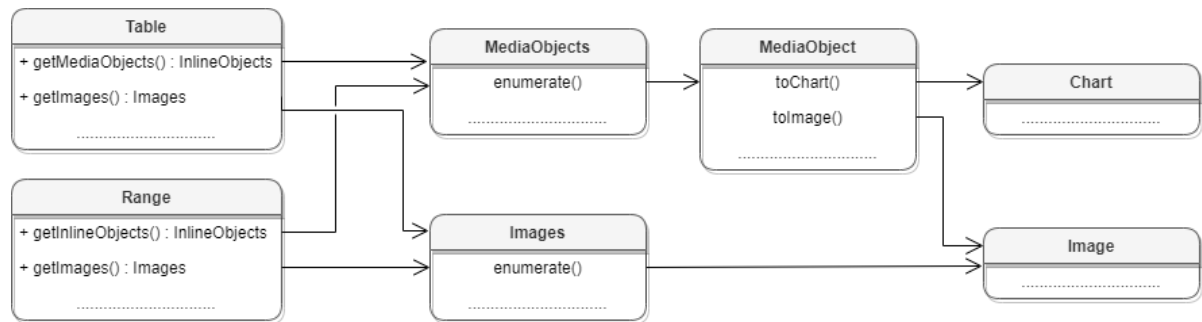 Table
+ getMediaObjects() : InlineObjects
+ getImages() : Images
................................
Range
+ getInlineObjects() : InlineObjects
+ getImages() : Images
................................
MediaObjects
enumerate()
................................
Images
enumerate()
................................
MediaObject
toChart()
toImage()
................................
Chart
................................
Image
................................